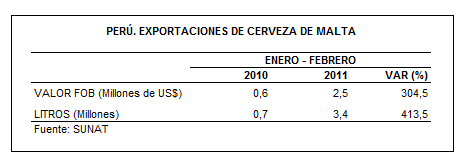 PERÚ. EXPORTACIONES DE CERVEZA DE MALTA
ENERO - FEBRERO
2010 2011 VAR (%)
VALOR FOB (Millones de US$) 0,6 2,5 304,5
LITROS (Millones) 0,7 3,4 413,5
Fuente: SUNAT